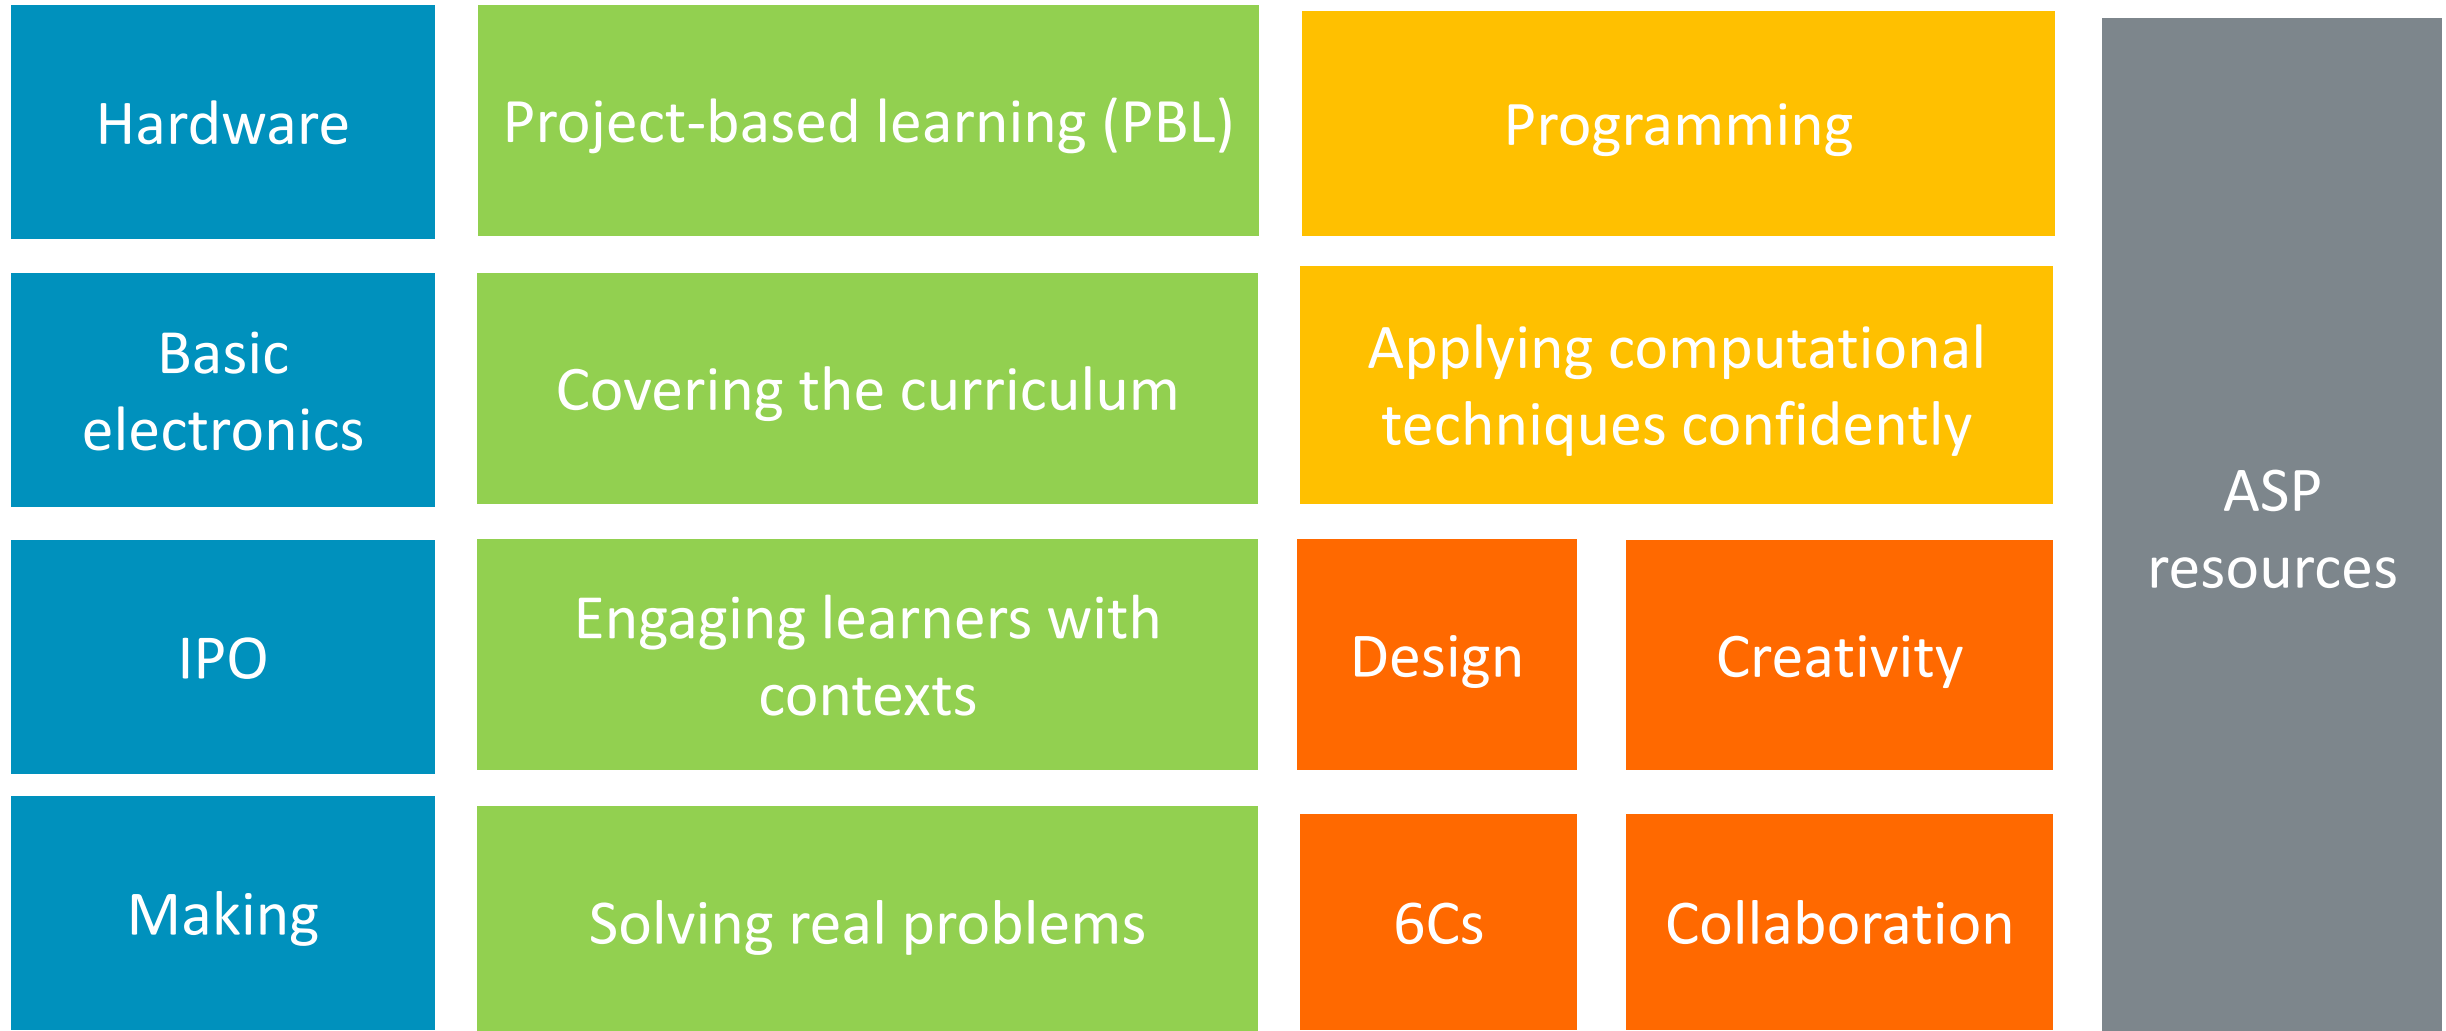 Hardware
Project-based learning (PBL)
Programming
Basic
electronics
Covering the curriculum
Applying computational
techniques confidently
ASP
resources
IPO
Engaging learners with
contexts
Design
Creativity
Making
Solving real problems
6Cs
Collaboration